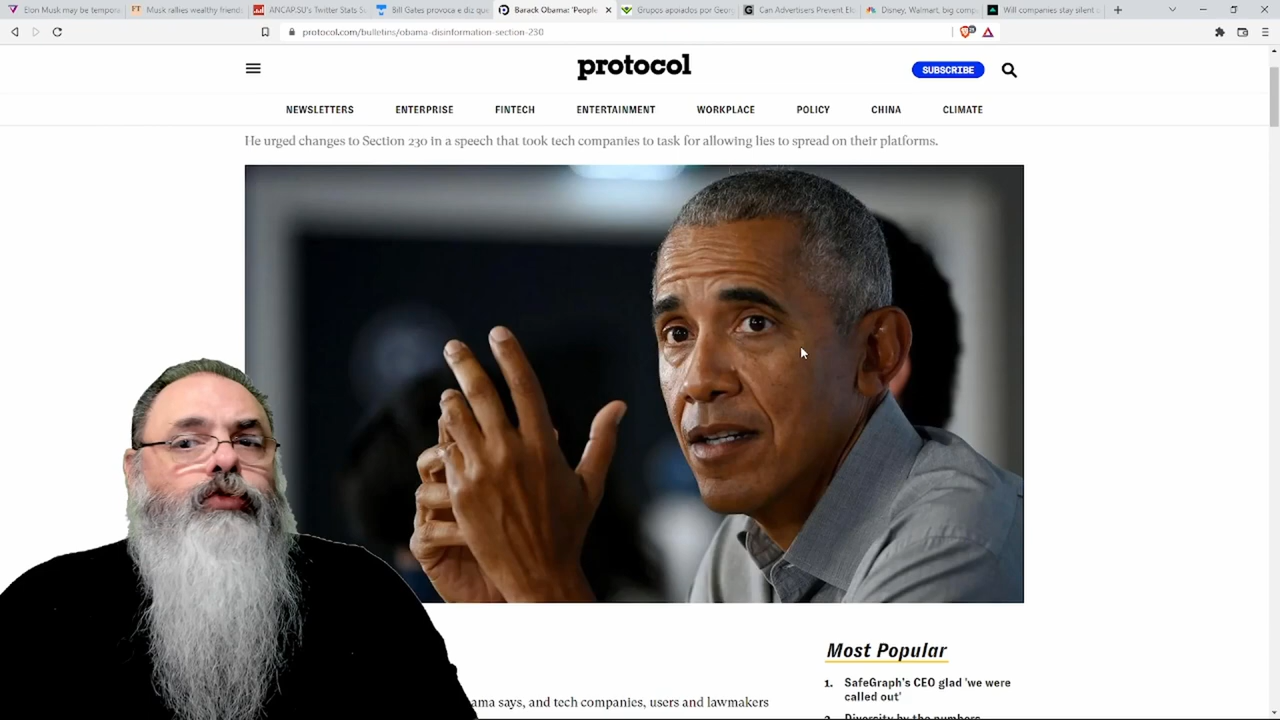 Elon Musk may be tempora
Musk rallies wealthy friend
ANCAP.SU's Twitter Stats Su
Bill Gates provoca e diz que
Barack Obama: 'People
Grupos apoiados por Georg
Can Advertisers Prevent El
Disney, Walmart, big comp
Will companies stay silent
protocol.com/bulletins/obama-disinformation-section-230
protocol
SUBSCRIBE
NEWSLETTERS ENTERPRISE FINTECH ENTERTAINMENT WORKPLACE POLICY CHINA CLIMATE
He urged changes to Section 230 in a speech that took tech companies to task for allowing lies to spread on their platforms.
Most Popular
1. SafeGraph's CEO glad 'we were
called out'
ama says, and tech companies, users and lawmakers
Diversity by the numbers